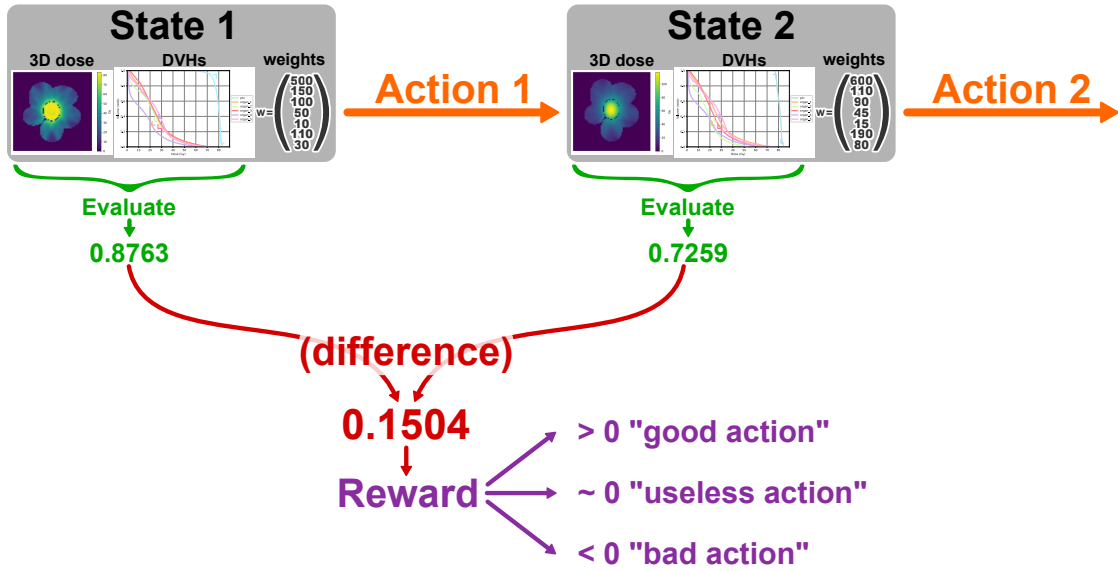 State 1
3D dose
DVHs
weights
w =
500
150
100
50
10
110
30
Action 1
State 2
3D dose
DVHs
weights
w =
600
110
90
45
15
190
80
Action 2
Evaluate
0.8763
Evaluate
0.7259
(difference)
0.1504
Reward
> 0 "good action"
~ 0 "useless action"
< 0 "bad action"